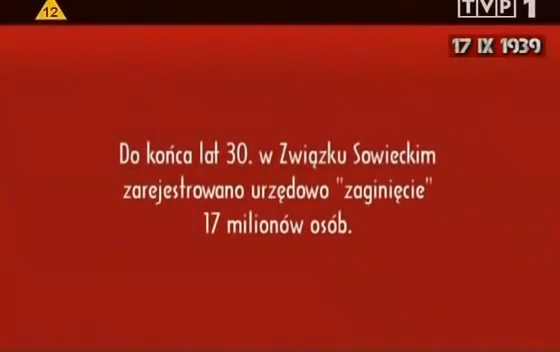 12
TVP 1
17 IX 1939
Do końca lat 30. w Związku Sowieckim
zarejestrowano urzędowo "zaginięcie"
17 milionów osób.